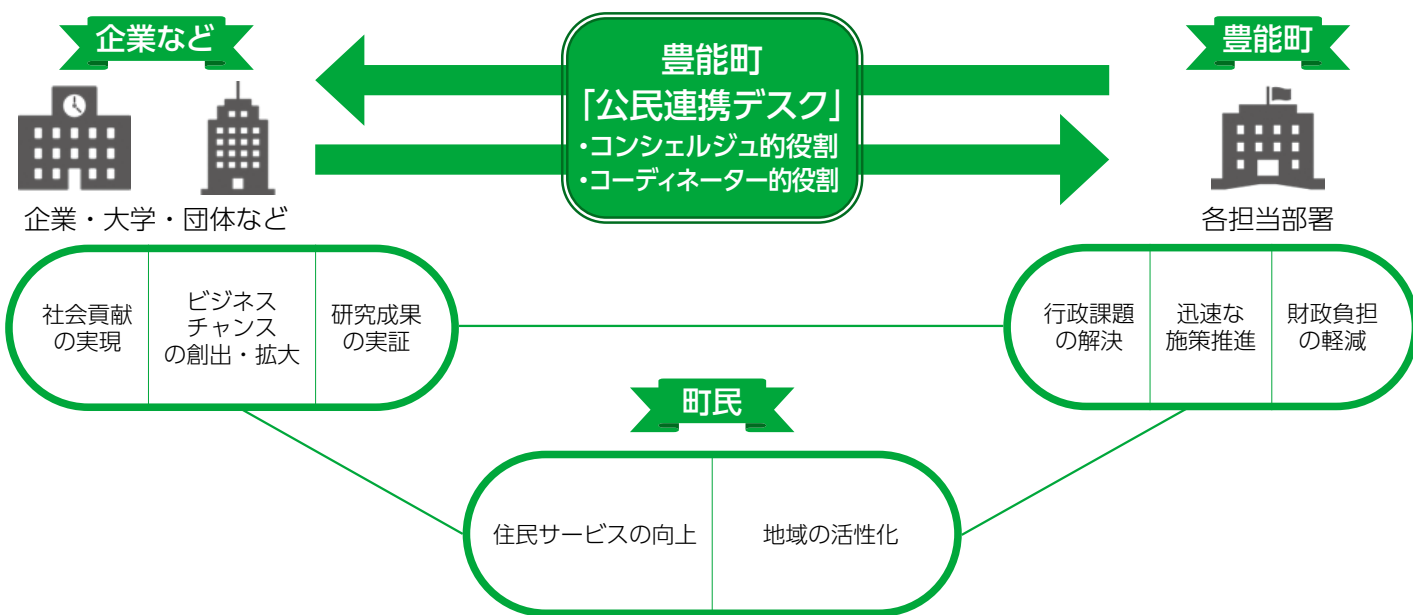 企業など
豊能町
「公民連携デスク」
・コンシェルジュ的役割
・コーディネーター的役割
豊能町
企業・大学・団体など
各担当部署
社会貢献
の実現
ビジネス
チャンス
の創出・拡大
研究成果
の実証
行政課題
の解決
迅速な
施策推進
財政負担
の軽減
町民
住民サービスの向上
地域の活性化